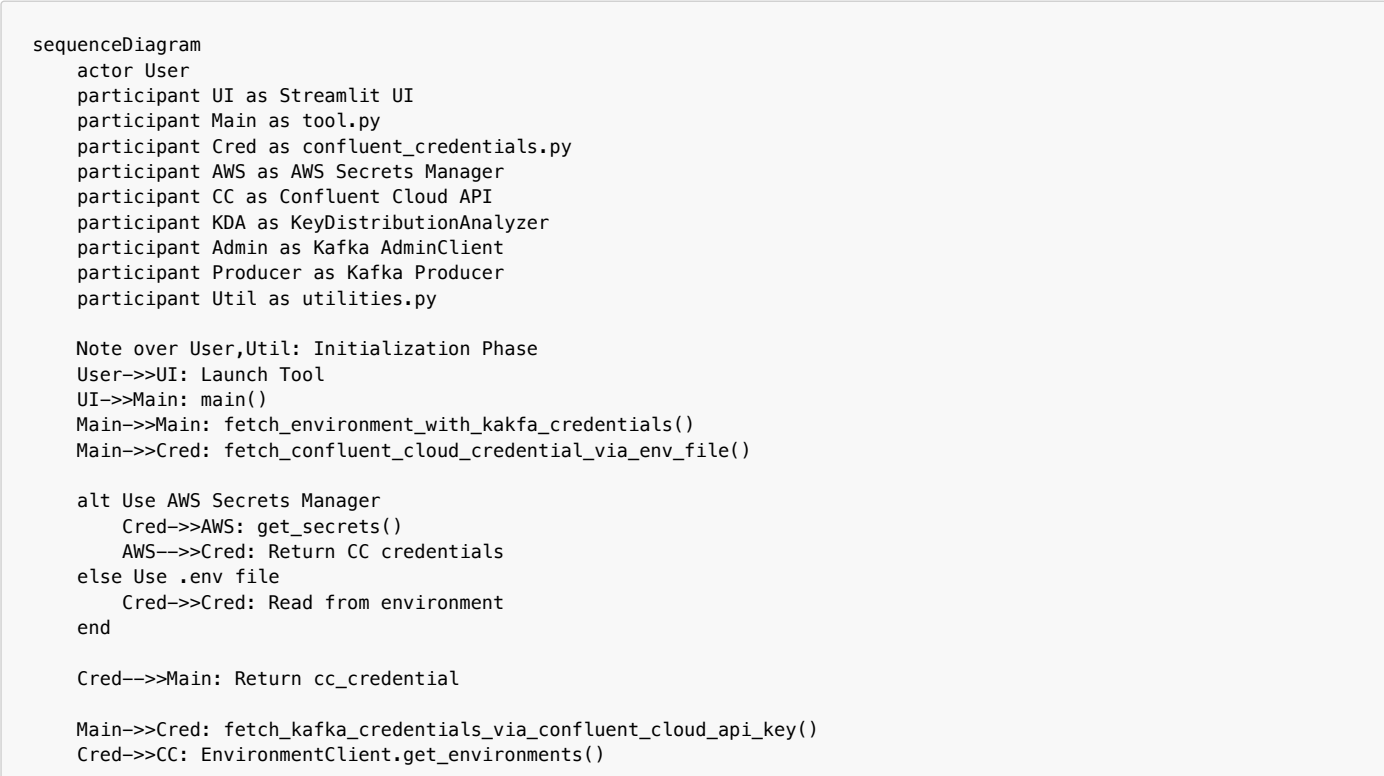 sequenceDiagram
    actor User
    participant UI as Streamlit UI
    participant Main as tool.py
    participant Cred as confluent_credentials.py
    participant AWS as AWS Secrets Manager
    participant CC as Confluent Cloud API
    participant KDA as KeyDistributionAnalyzer
    participant Admin as Kafka AdminClient
    participant Producer as Kafka Producer
    participant Util as utilities.py

    Note over User,Util: Initialization Phase
    User->>UI: Launch Tool
    UI->>Main: main()
    Main->>Main: fetch_environment_with_kakfa_credentials()
    Main->>Cred: fetch_confluent_cloud_credential_via_env_file()

    alt Use AWS Secrets Manager
        Cred->>AWS: get_secrets()
        AWS-->>Cred: Return CC credentials
    else Use .env file
        Cred->>Cred: Read from environment
    end

    Cred-->>Main: Return cc_credential

    Main->>Cred: fetch_kafka_credentials_via_confluent_cloud_api_key()
    Cred->>CC: EnvironmentClient.get_environments()